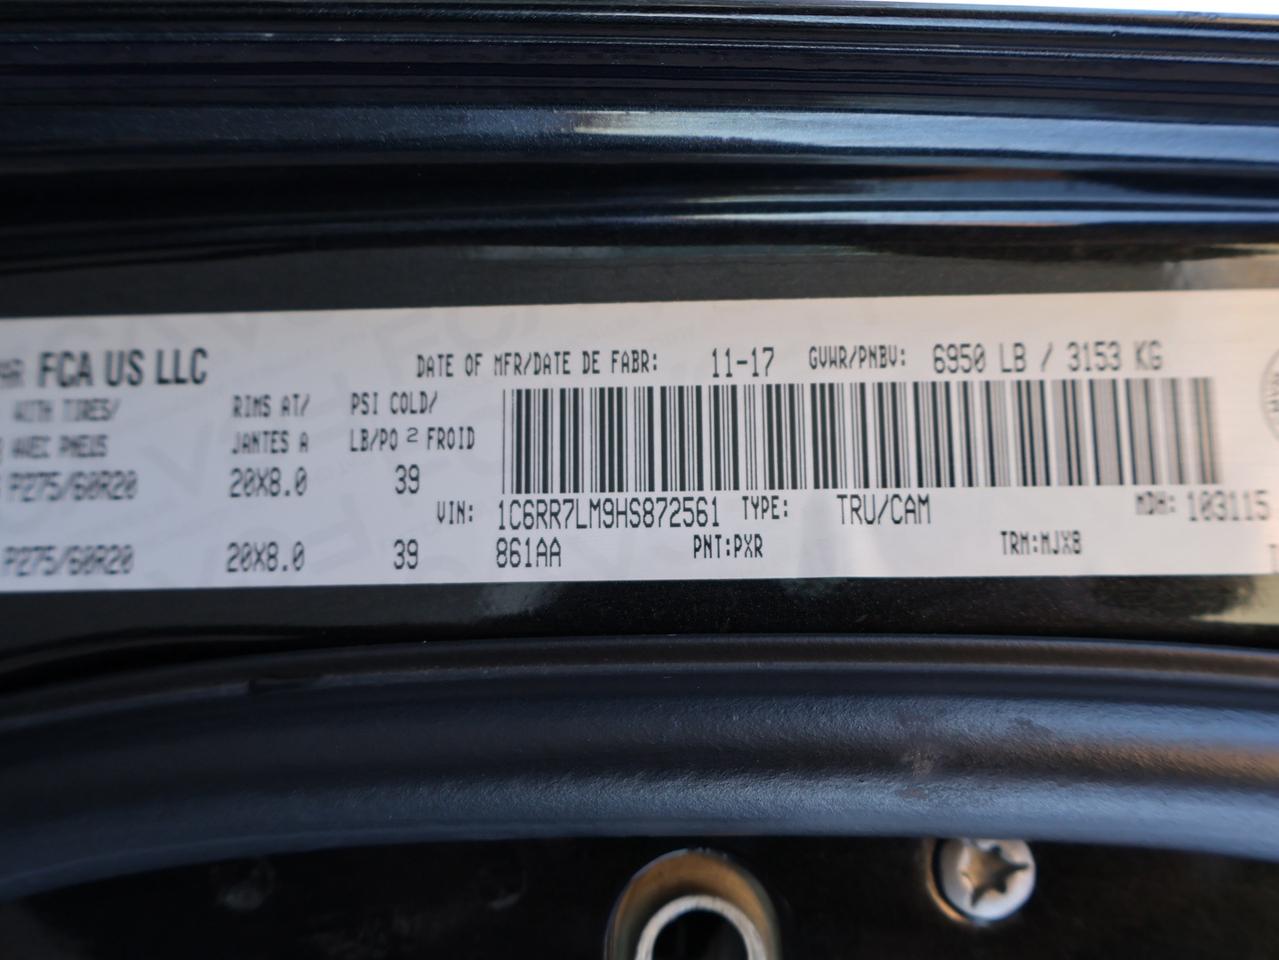 FCA US LLC DATE OF MFR/DATE DE FABR: 11-17 GVWR/PNBV: 6950 LB / 3153 KG
WITH TIRES/ RIMS AT/ PSI COLD/
AVEC PNEUS JANTES A LB/PO 2 FROID
P275/60R20 20X8.0 39
VIN: 1C6RR7LM9HS872561 TYPE: TRU/CAM MDH: 103115
P275/60R20 20X8.0 39 861AA PNT:PXR TRM:MJX8